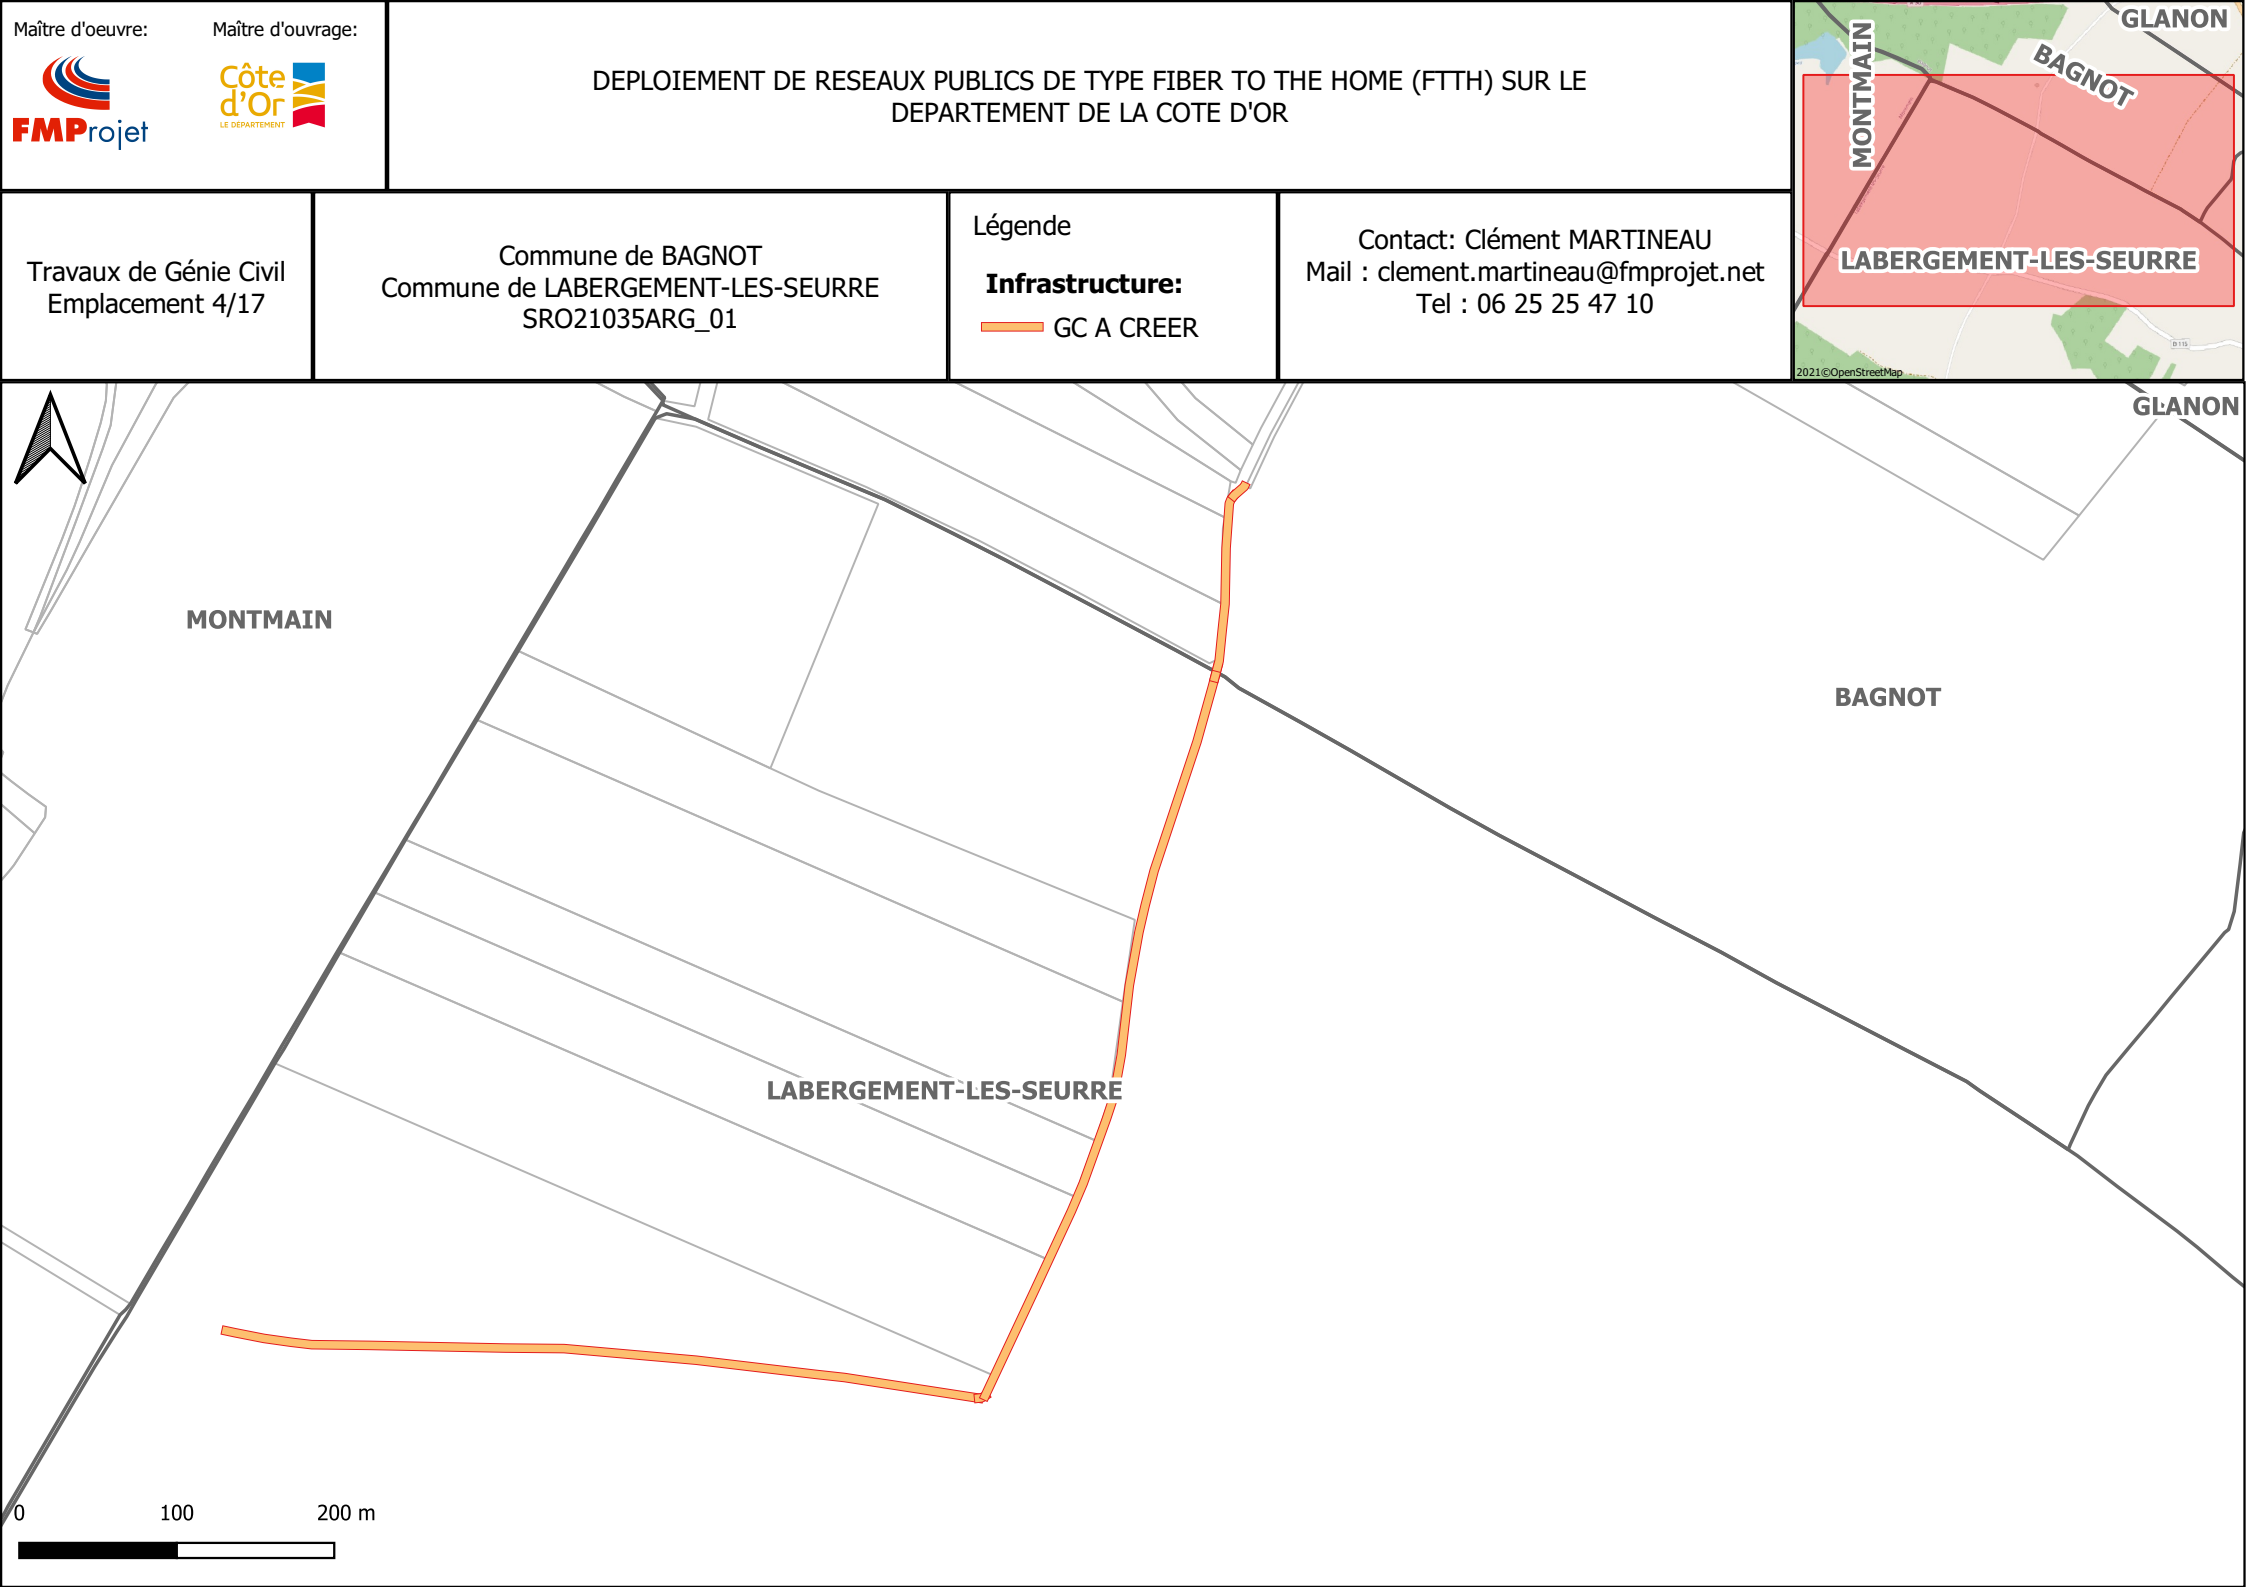 Maître d'oeuvre:
Maître d'ouvrage:
FMProjet
Côte
d'Or
LE DÉPARTEMENT
DEPLOIEMENT DE RESEAUX PUBLICS DE TYPE FIBER TO THE HOME (FTTH) SUR LE
DEPARTEMENT DE LA COTE D'OR
GLANON
MONTMAIN
BAGNOT
LABERGEMENT-LES-SEURRE
D 115
2021©OpenStreetMap
Travaux de Génie Civil
Emplacement 4/17
Commune de BAGNOT
Commune de LABERGEMENT-LES-SEURRE
SRO21035ARG_01
Légende
Infrastructure:
GC A CREER
Contact: Clément MARTINEAU
Mail : clement.martineau@fmprojet.net
Tel : 06 25 25 47 10
GLANON
MONTMAIN
BAGNOT
LABERGEMENT-LES-SEURRE
0 100 200 m